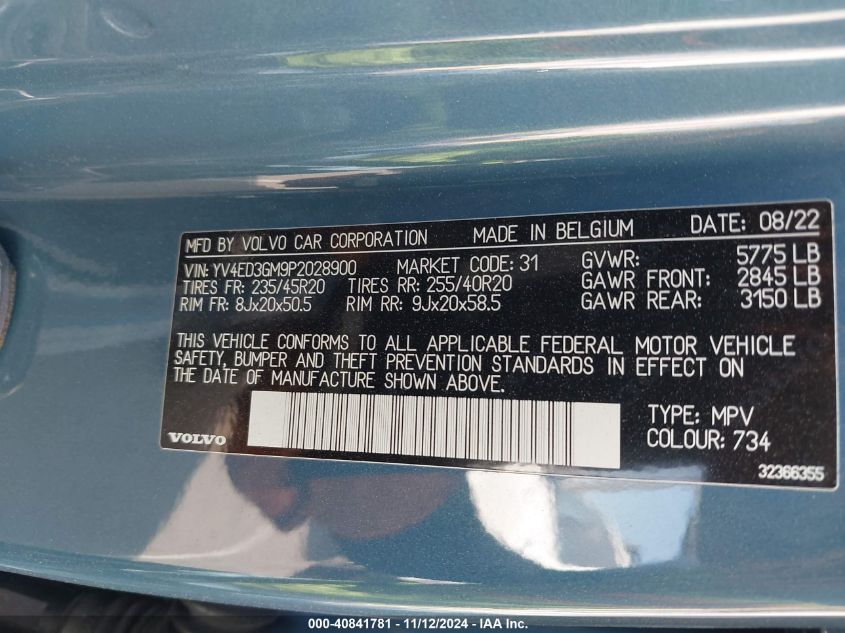 MFD BY VOLVO CAR CORPORATION MADE IN BELGIUM DATE: 08/22
VIN: YV4ED3GM9P2028900 MARKET CODE: 31 GVWR: 5775 LB
TIRES FR: 235/45R20 TIRES RR: 255/40R20 GAWR FRONT: 2845 LB
RIM FR: 8Jx20x50.5 RIM RR: 9Jx20x58.5 GAWR REAR: 3150 LB
THIS VEHICLE CONFORMS TO ALL APPLICABLE FEDERAL MOTOR VEHICLE
SAFETY, BUMPER AND THEFT PREVENTION STANDARDS IN EFFECT ON
THE DATE OF MANUFACTURE SHOWN ABOVE.
TYPE: MPV
VOLVO COLOUR: 734
32366355
000-40841781 - 11/12/2024 - IAA Inc.